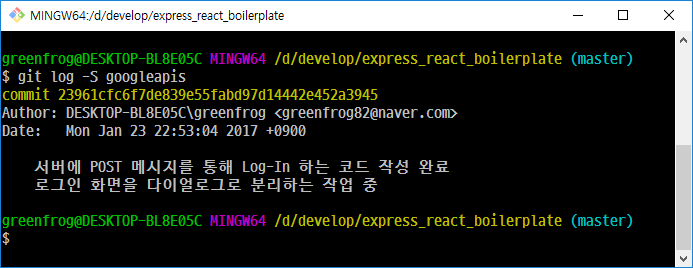 MINGW64:/d/develop/express_react_boilerplate
greenfrog@DESKTOP-BL8E05C MINGW64 /d/develop/express_react_boilerplate (master)
$ git log -S googleapis
commit 23961cfc6f7de839e55fabd97d14442e452a3945
Author: DESKTOP-BL8E05C\greenfrog <greenfrog82@naver.com>
Date:   Mon Jan 23 22:53:04 2017 +0900
서버에 POST 메시지를 통해 Log-In 하는 코드 작성 완료
로그인 화면을 다이얼로그로 분리하는 작업 중
greenfrog@DESKTOP-BL8E05C MINGW64 /d/develop/express_react_boilerplate (master)
$